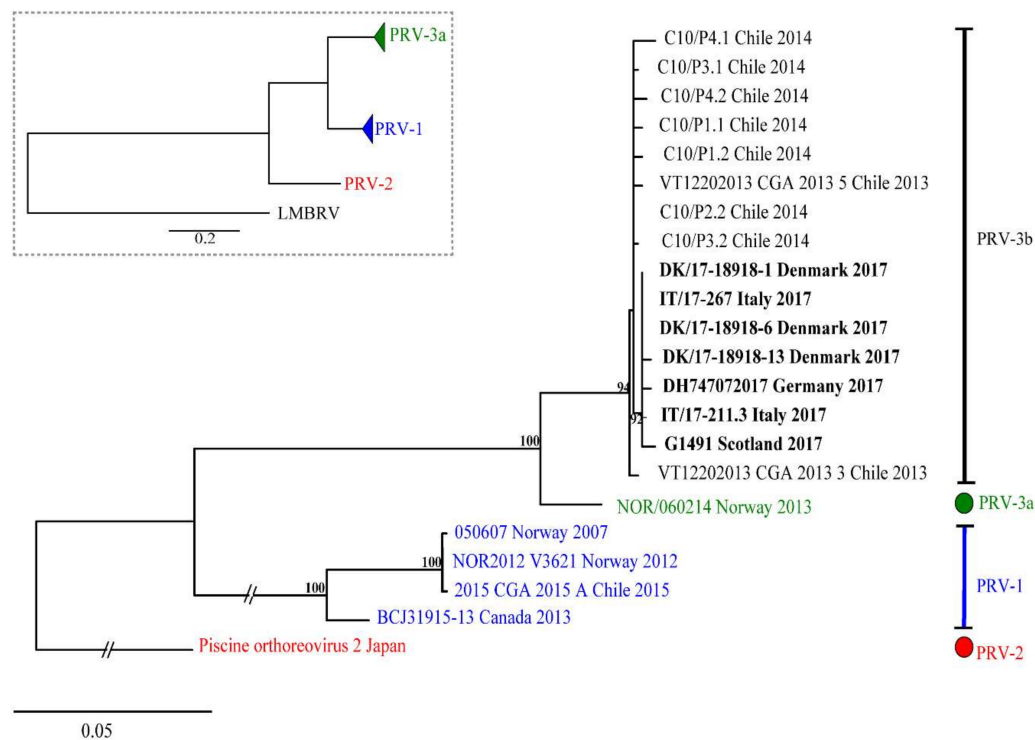 PRV-3a
PRV-1
PRV-2
LMBRV
0.2
C10/P4.1 Chile 2014
C10/P3.1 Chile 2014
C10/P4.2 Chile 2014
C10/P1.1 Chile 2014
C10/P1.2 Chile 2014
VT12202013 CGA 2013 5 Chile 2013
C10/P2.2 Chile 2014
C10/P3.2 Chile 2014
PRV-3b
DK/17-18918-1 Denmark 2017
IT/17-267 Italy 2017
DK/17-18918-6 Denmark 2017
DK/17-18918-13 Denmark 2017
94
DH747072017 Germany 2017
92
IT/17-211.3 Italy 2017
100
G1491 Scotland 2017
VT12202013 CGA 2013 3 Chile 2013
NOR/060214 Norway 2013
PRV-3a
050607 Norway 2007
100
NOR2012 V3621 Norway 2012
100
2015 CGA 2015 A Chile 2015
PRV-1
BCJ31915-13 Canada 2013
Piscine orthoreovirus 2 Japan
PRV-2
0.05